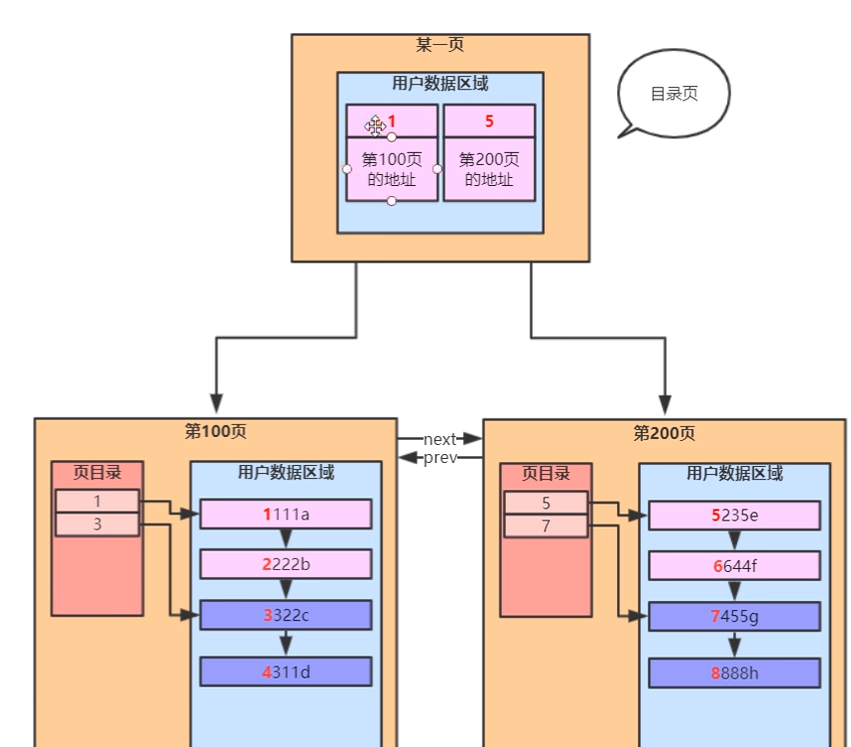 某一页
用户数据区域
目录页
1
5
第100页
的地址
第200页
的地址
第100页
next
prev
第200页
页目录
用户数据区域
1
3
1111a
2222b
3322c
4311d
页目录
用户数据区域
5
7
5235e
6644f
7455g
8888h